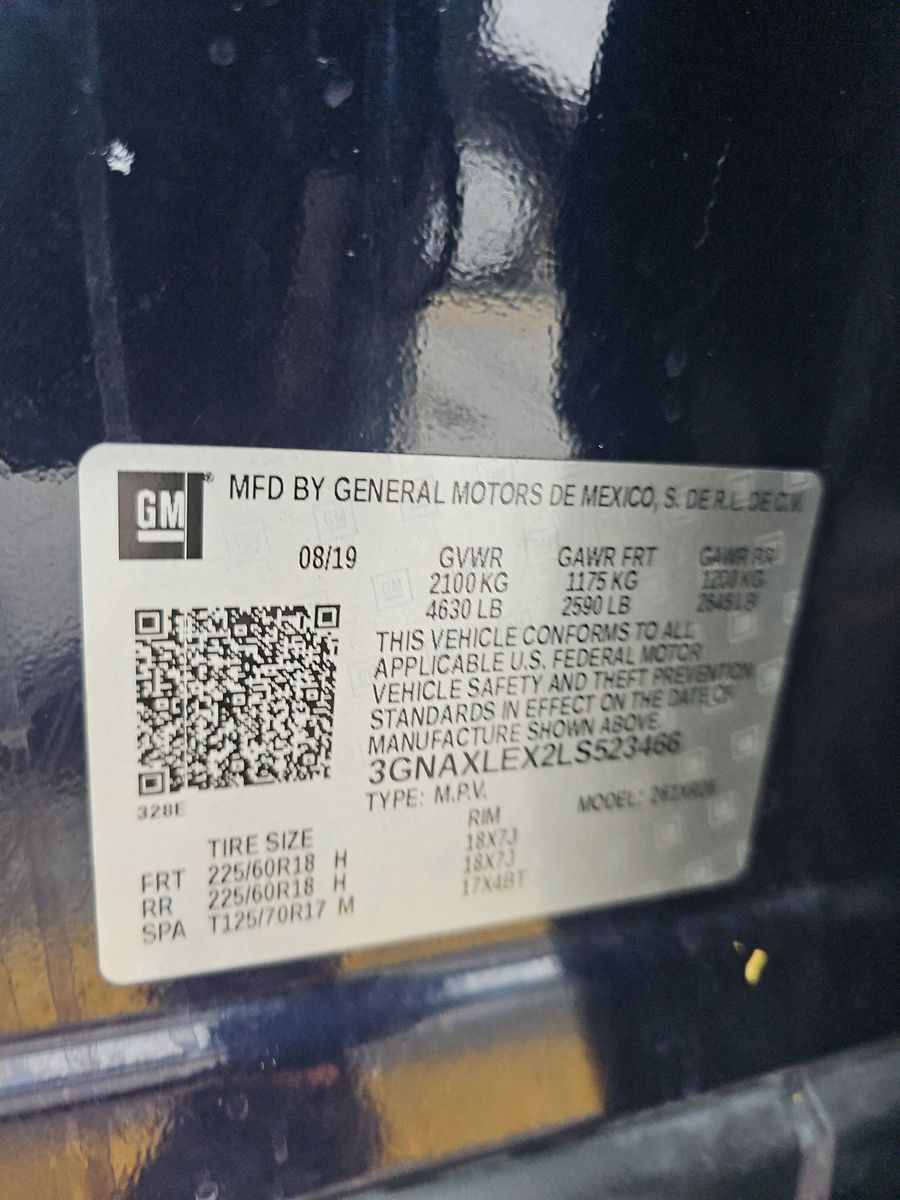 GM
MFD BY GENERAL MOTORS DE MEXICO, S. DE R.L. DE C.V.
08/19 GVWR GAWR FRT GAWR RR
2100 KG 1175 KG 1200 KG
4630 LB 2590 LB 2645 LB
THIS VEHICLE CONFORMS TO ALL
APPLICABLE U.S. FEDERAL MOTOR
VEHICLE SAFETY AND THEFT PREVENTION
STANDARDS IN EFFECT ON THE DATE OF
MANUFACTURE SHOWN ABOVE.
3GNAXLEX2LS523466
328E TYPE: M.P.V. MODEL:
TIRE SIZE RIM
FRT 225/60R18 H 18X7J
RR 225/60R18 H 18X7J
SPA T125/70R17 M 17X4BT